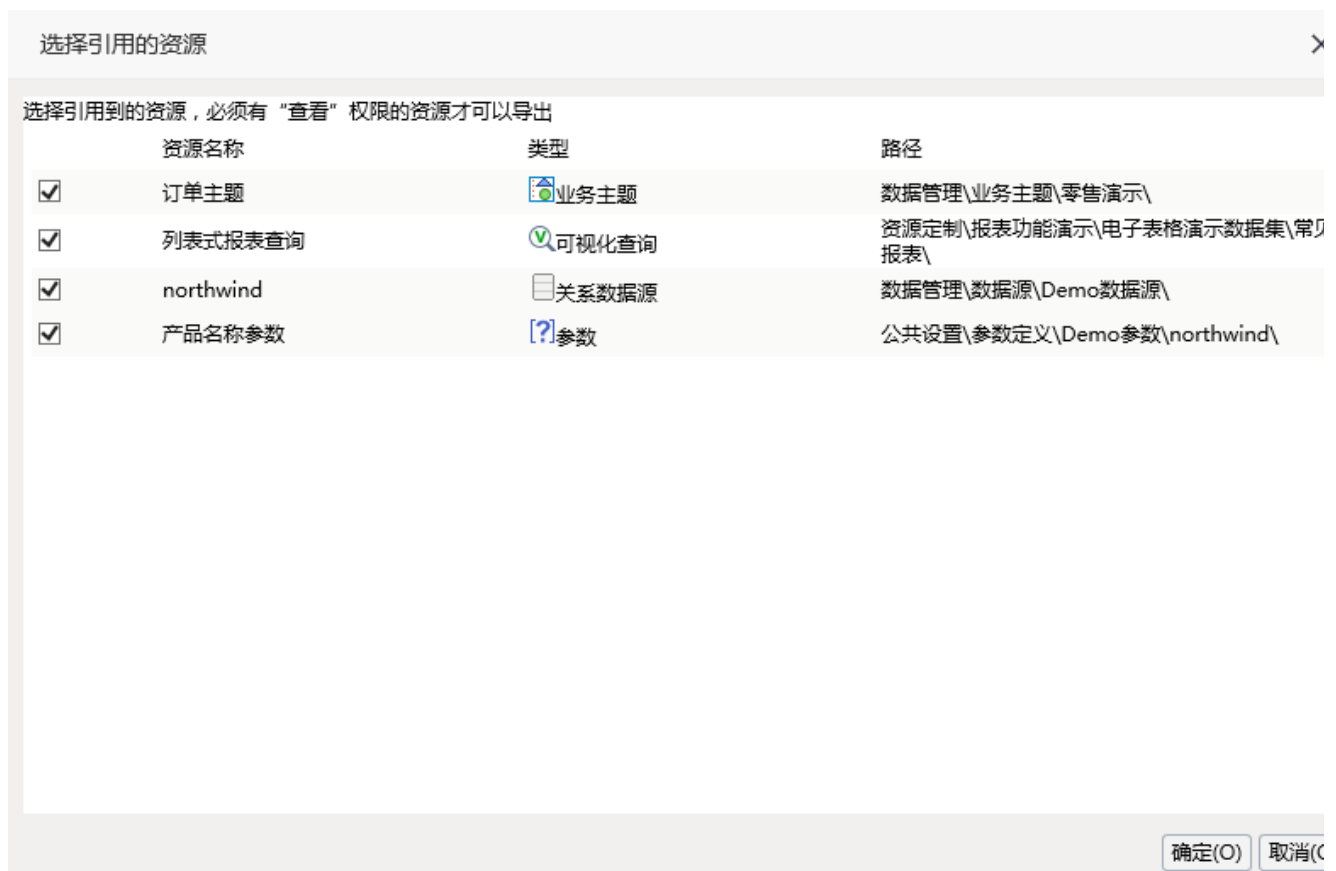 选择引用的资源
选择引用到的资源，必须有“查看”权限的资源才可以导出
资源名称 类型 路径
订单主题 业务主题 数据管理\业务主题\零售演示\
列表式报表查询 可视化查询 资源定制\报表功能演示\电子表格演示数据集\常见
报表\
northwind 关系数据源 数据管理\数据源\Demo数据源\
产品名称参数 [?]参数 公共设置\参数定义\Demo参数\northwind\
确定(O) 取消(